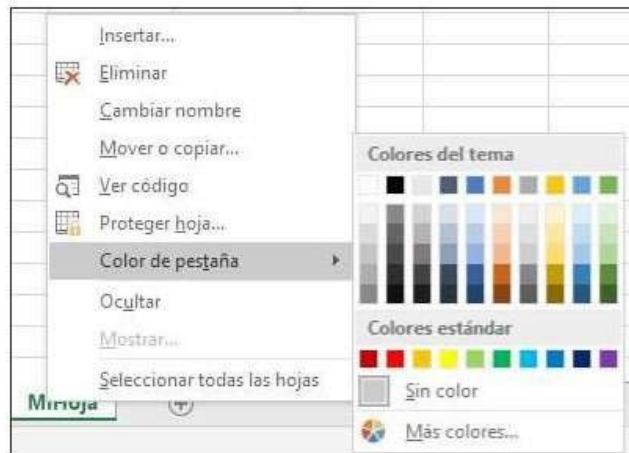 Insertar...
Eliminar
Cambiar nombre
Mover o copiar...
Ver código
Proteger hoja...
Color de pestaña
Ocultar
Mostrar...
Seleccionar todas las hojas
MiHoja
Colores del tema
Colores estándar
Sin color
Más colores...